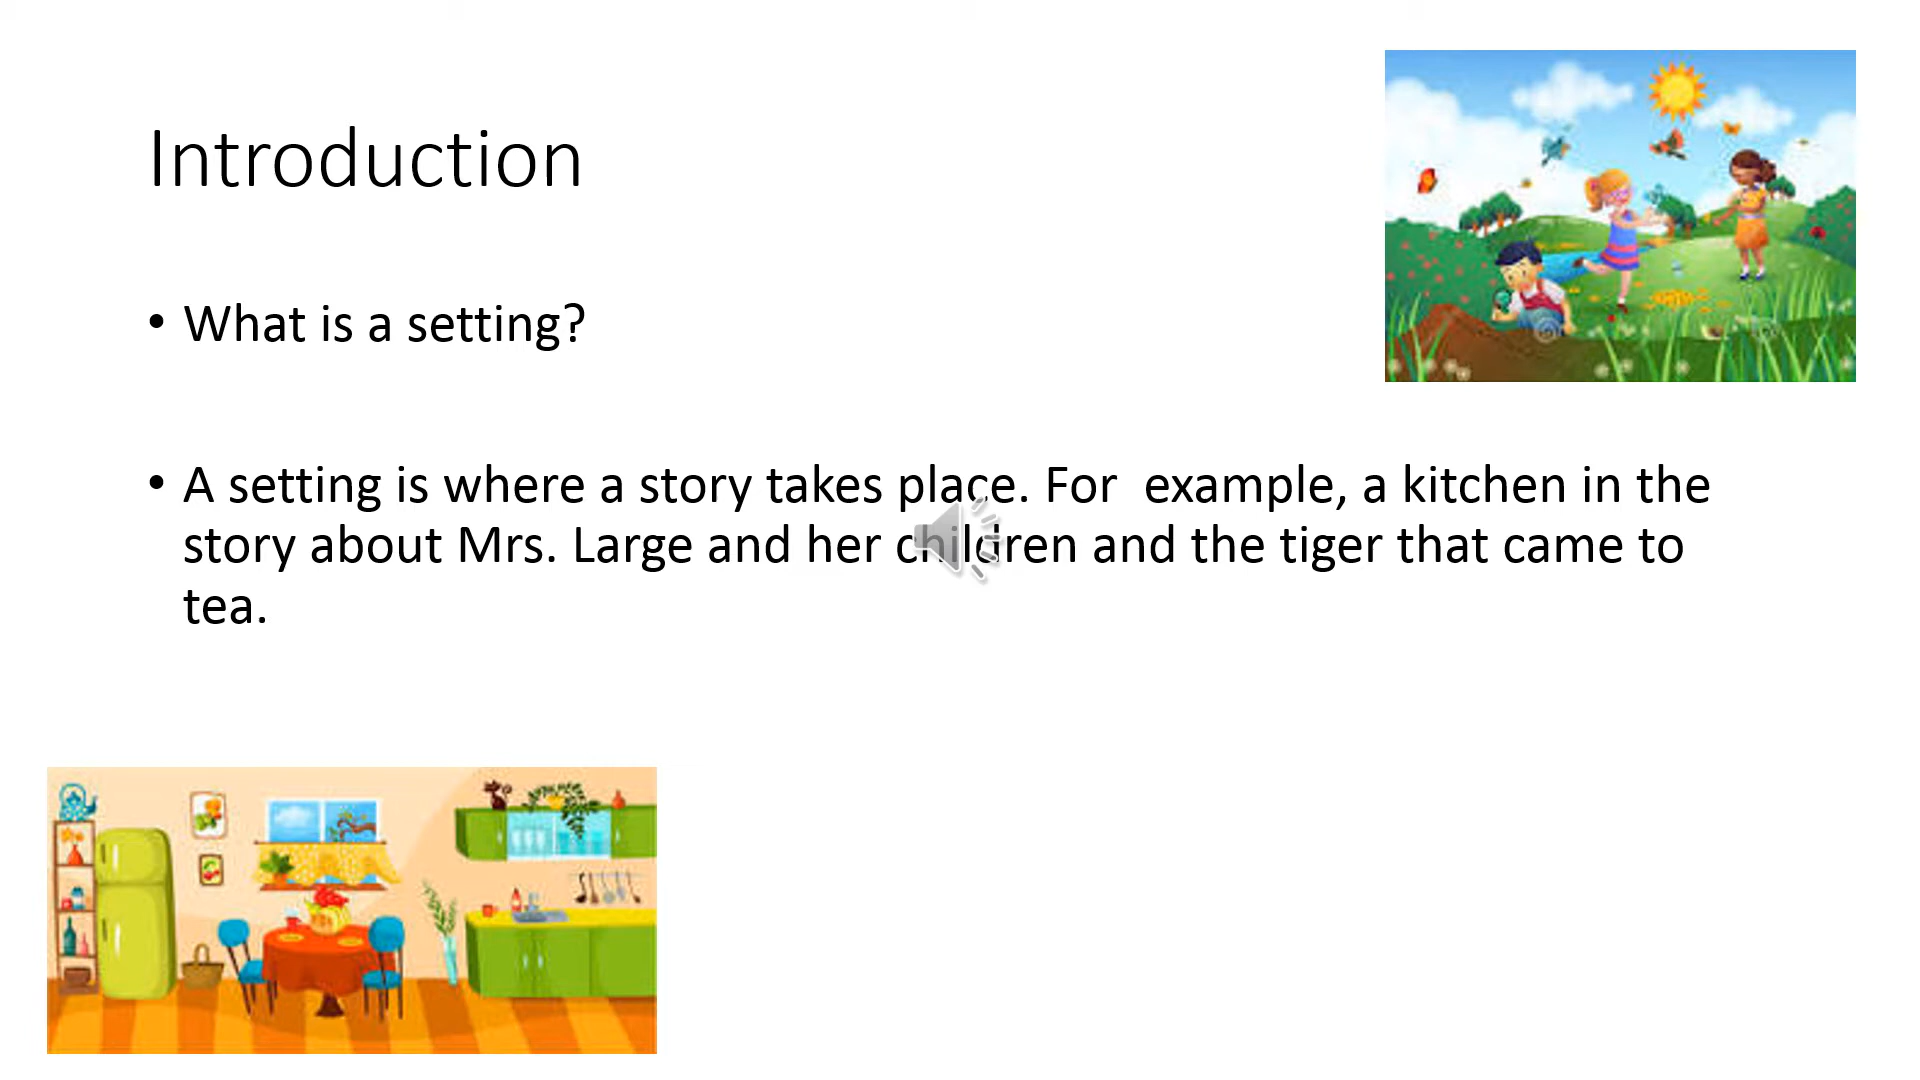 Introduction
• What is a setting?
• A setting is where a story takes place. For  example, a kitchen in the
story about Mrs. Large and her children and the tiger that came to
tea.